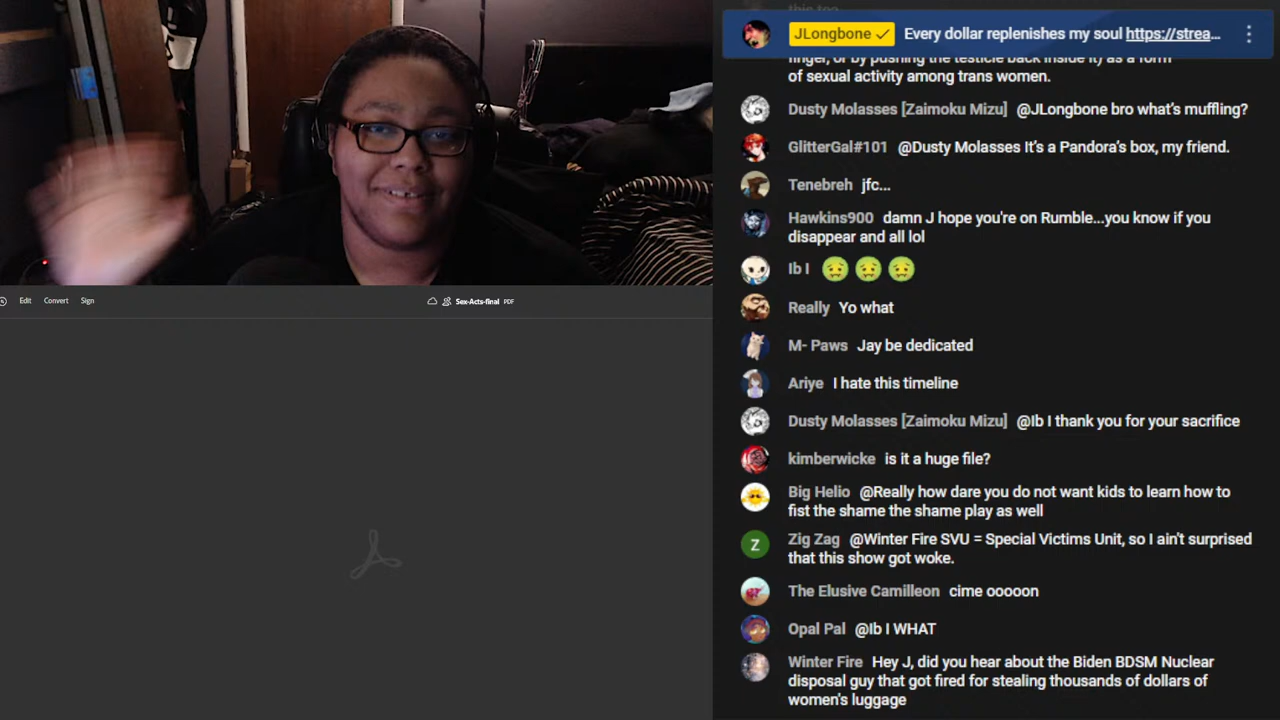 this too.
JLongbone Every dollar replenishes my soul https://strea...
finger, or by pushing the testicle back inside it) as a form
of sexual activity among trans women.
Dusty Molasses [Zaimoku Mizu] @JLongbone bro what's muffling?
GlitterGal#101 @Dusty Molasses It's a Pandora's box, my friend.
Tenebreh jfc...
Hawkins900 damn J hope you're on Rumble...you know if you
disappear and all lol
Ib I
Really Yo what
M- Paws Jay be dedicated
Ariye I hate this timeline
Dusty Molasses [Zaimoku Mizu] @Ib I thank you for your sacrifice
kimberwicke is it a huge file?
Big Helio @Really how dare you do not want kids to learn how to
fist the shame the shame play as well
Z Zig Zag @Winter Fire SVU = Special Victims Unit, so I ain't surprised
that this show got woke.
The Elusive Camilleon cime ooooon
Opal Pal @Ib I WHAT
Winter Fire Hey J, did you hear about the Biden BDSM Nuclear
disposal guy that got fired for stealing thousands of dollars of
women's luggage
Edit Convert Sign Sex-Acts-final PDF